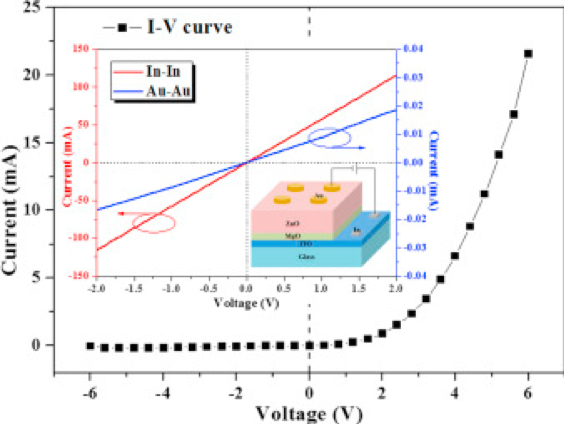 I-V curve
In-In
Au-Au
Current (mA)
25
20
15
10
5
0
-6
-4
-2
0
2
4
6
Voltage (V)
Current (mA)
150
100
50
0
-50
-100
-150
-2.0
-1.5
-1.0
-0.5
0.0
0.5
1.0
1.5
2.0
Voltage (V)
0.04
0.03
0.02
0.01
0.00
-0.01
-0.02
-0.03
-0.04
Current (mA)
Au
ZnO
MgO
In
Glass